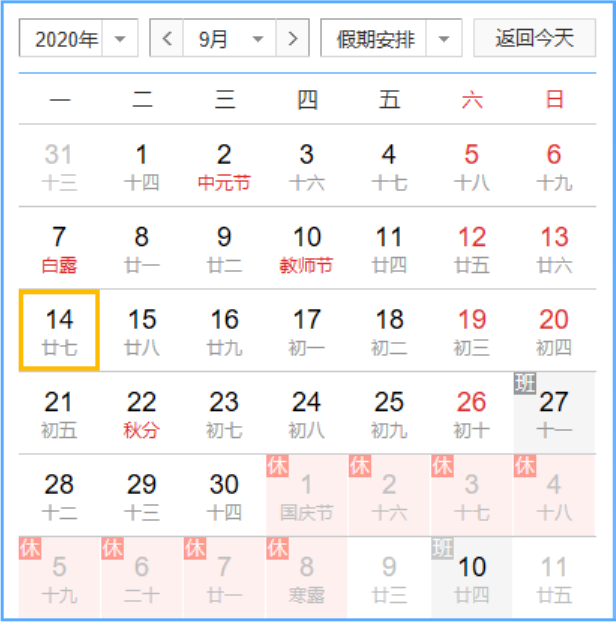 2020年 9月 假期安排 返回今天
一 二 三 四 五 六 日
31 1 2 3 4 5 6
十三 十四 中元节 十六 十七 十八 十九
7 8 9 10 11 12 13
白露 廿一 廿二 教师节 廿四 廿五 廿六
14 15 16 17 18 19 20
廿七 廿八 廿九 初一 初二 初三 初四
班
21 22 23 24 25 26 27
初五 秋分 初七 初八 初九 初十 十一
休 休 休 休
28 29 30 1 2 3 4
十二 十三 十四 国庆节 十六 十七 十八
休 休 休 休 班
5 6 7 8 9 10 11
十九 二十 廿一 寒露 廿三 廿四 廿五